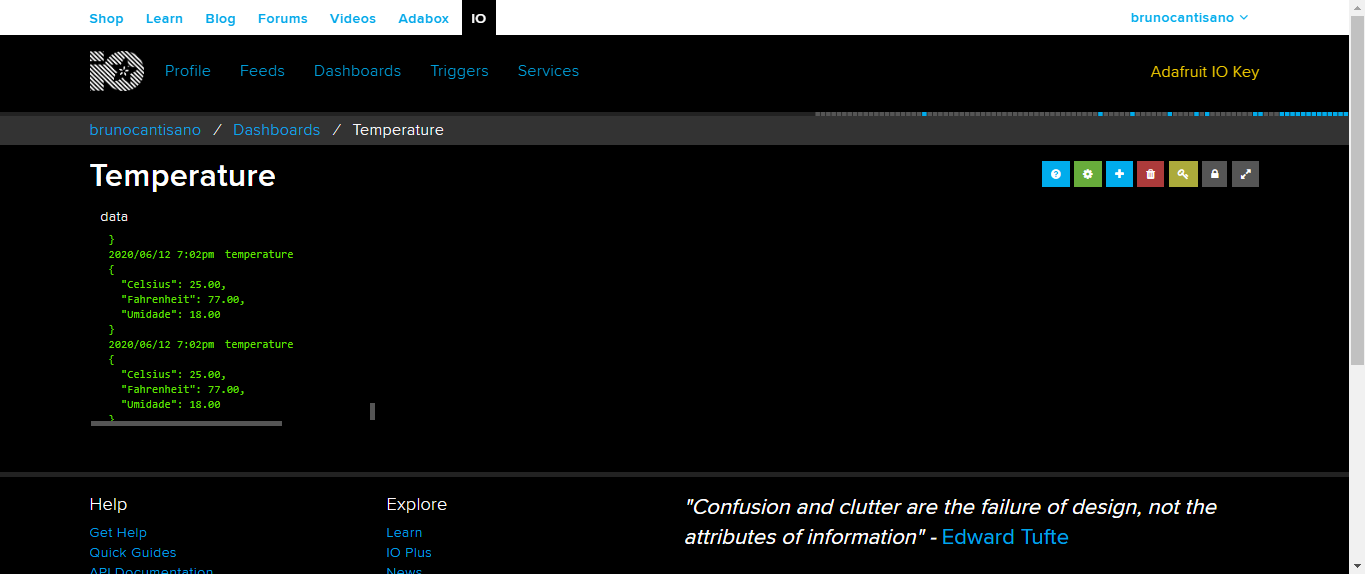 Shop Learn Blog Forums Videos Adabox IO brunocantisano
IO Profile Feeds Dashboards Triggers Services Adafruit IO Key
brunocantisano / Dashboards / Temperature
Temperature
data
}
2020/06/12 7:02pm temperature
{
"Celsius": 25.00,
"Fahrenheit": 77.00,
"Umidade": 18.00
}
2020/06/12 7:02pm temperature
{
"Celsius": 25.00,
"Fahrenheit": 77.00,
"Umidade": 18.00
}
Help
Get Help
Quick Guides
API Documentation
Explore
Learn
IO Plus
News
"Confusion and clutter are the failure of design, not the
attributes of information" - Edward Tufte